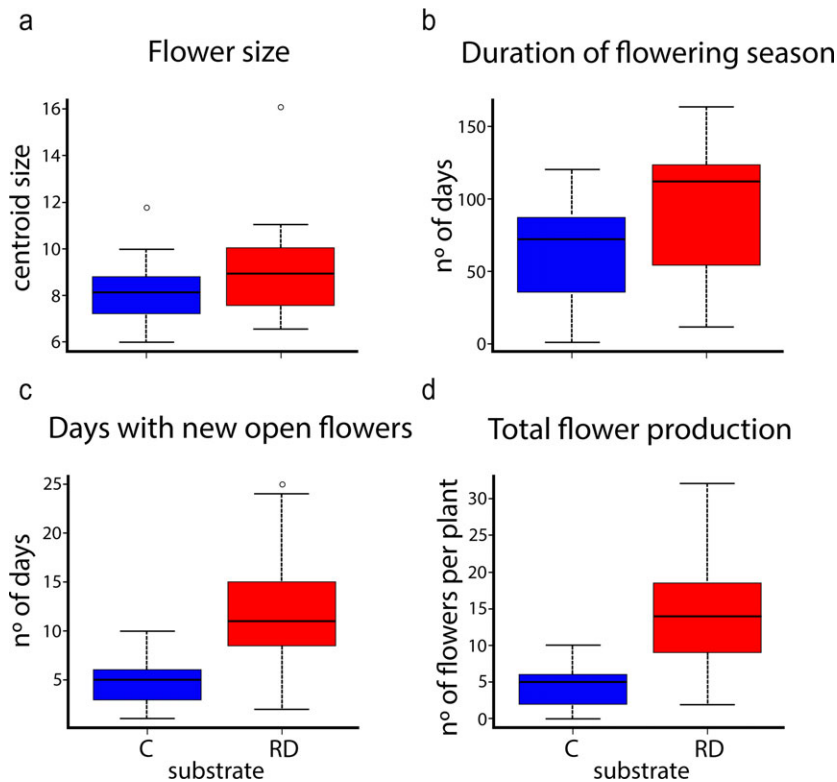 a
Flower size
16
14
12
10
8
6
centroid size
b
Duration of flowering season
150
100
50
0
nº of days
c
Days with new open flowers
25
20
15
10
5
nº of days
C
RD
substrate
d
Total flower production
30
25
20
15
10
5
0
nº of flowers per plant
C
RD
substrate